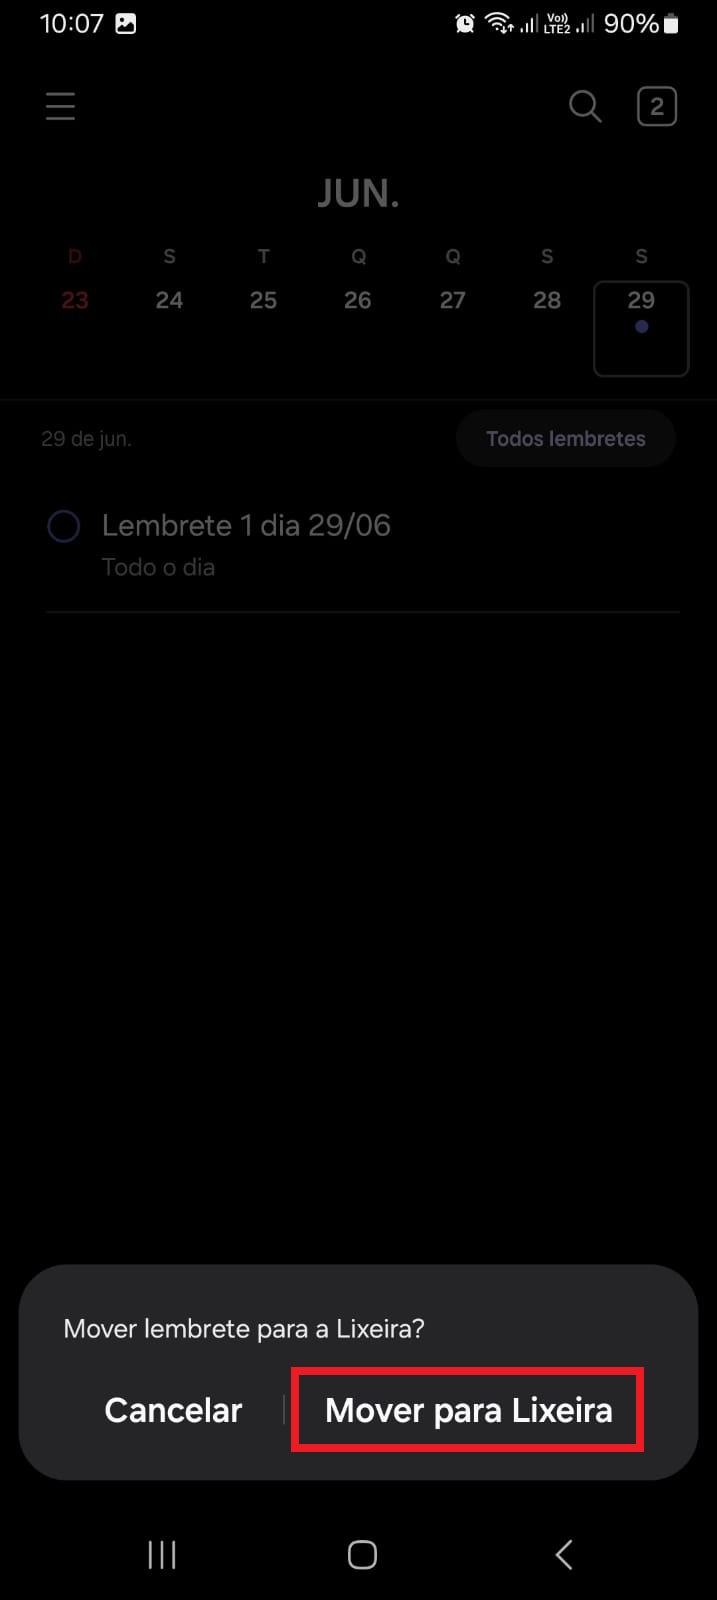 10:07 Vo)) LTE2 90%
2
JUN.
D S T Q Q S S
23 24 25 26 27 28 29
29 de jun. Todos lembretes
Lembrete 1 dia 29/06
Todo o dia
Mover lembrete para a Lixeira?
Cancelar Mover para Lixeira